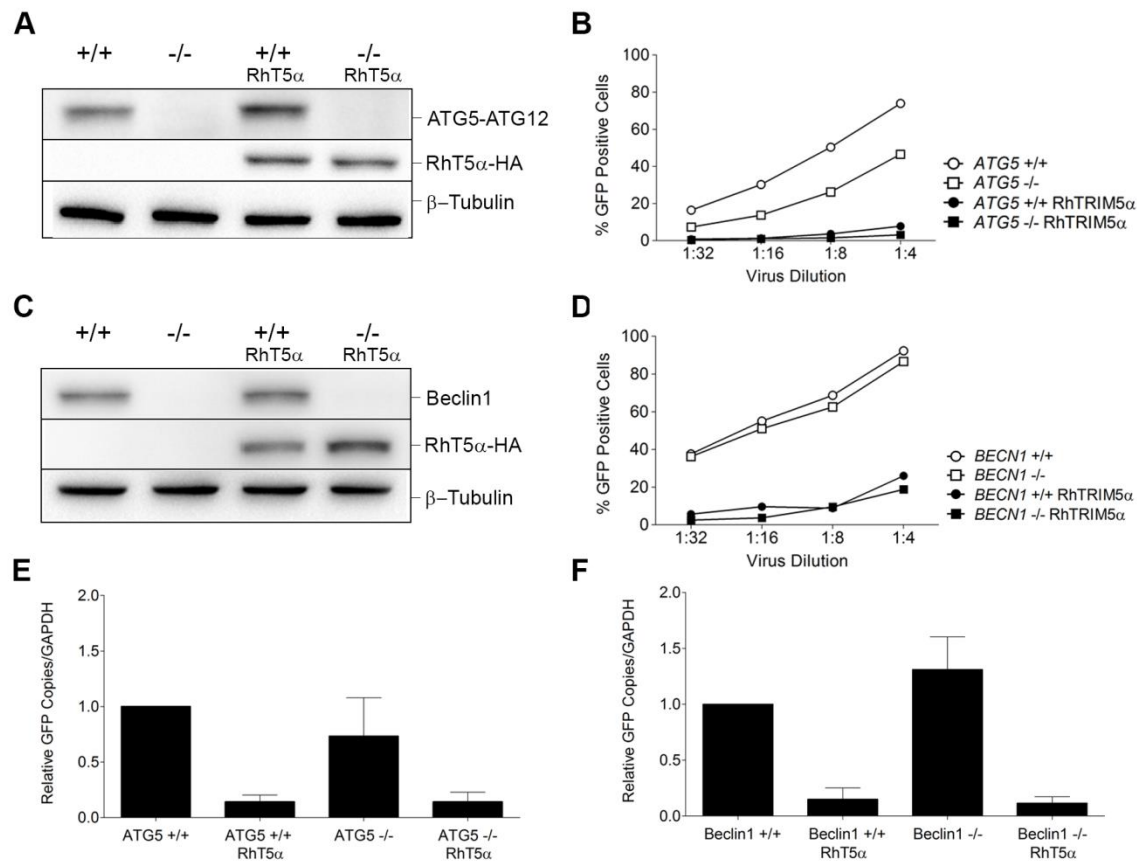 A
+/+ -/- +/+ -/-
RhT5α RhT5α
ATG5-ATG12
RhT5α-HA
β-Tubulin
B
% GFP Positive Cells
100
80
60
40
20
0
1:32 1:16 1:8 1:4
Virus Dilution
ATG5 +/+
ATG5 -/-
ATG5 +/+ RhTRIM5α
ATG5 -/- RhTRIM5α
C
+/+ -/- +/+ -/-
RhT5α RhT5α
Beclin1
RhT5α-HA
β-Tubulin
D
% GFP Positive Cells
100
80
60
40
20
0
1:32 1:16 1:8 1:4
Virus Dilution
BECN1 +/+
BECN1 -/-
BECN1 +/+ RhTRIM5α
BECN1 -/- RhTRIM5α
E
Relative GFP Copies/GAPDH
2.0
1.5
1.0
0.5
0.0
ATG5 +/+
ATG5 +/+
RhT5α
ATG5 -/-
ATG5 -/-
RhT5α
F
Relative GFP Copies/GAPDH
2.0
1.5
1.0
0.5
0.0
Beclin1 +/+
Beclin1 +/+
RhT5α
Beclin1 -/-
Beclin1 -/-
RhT5α